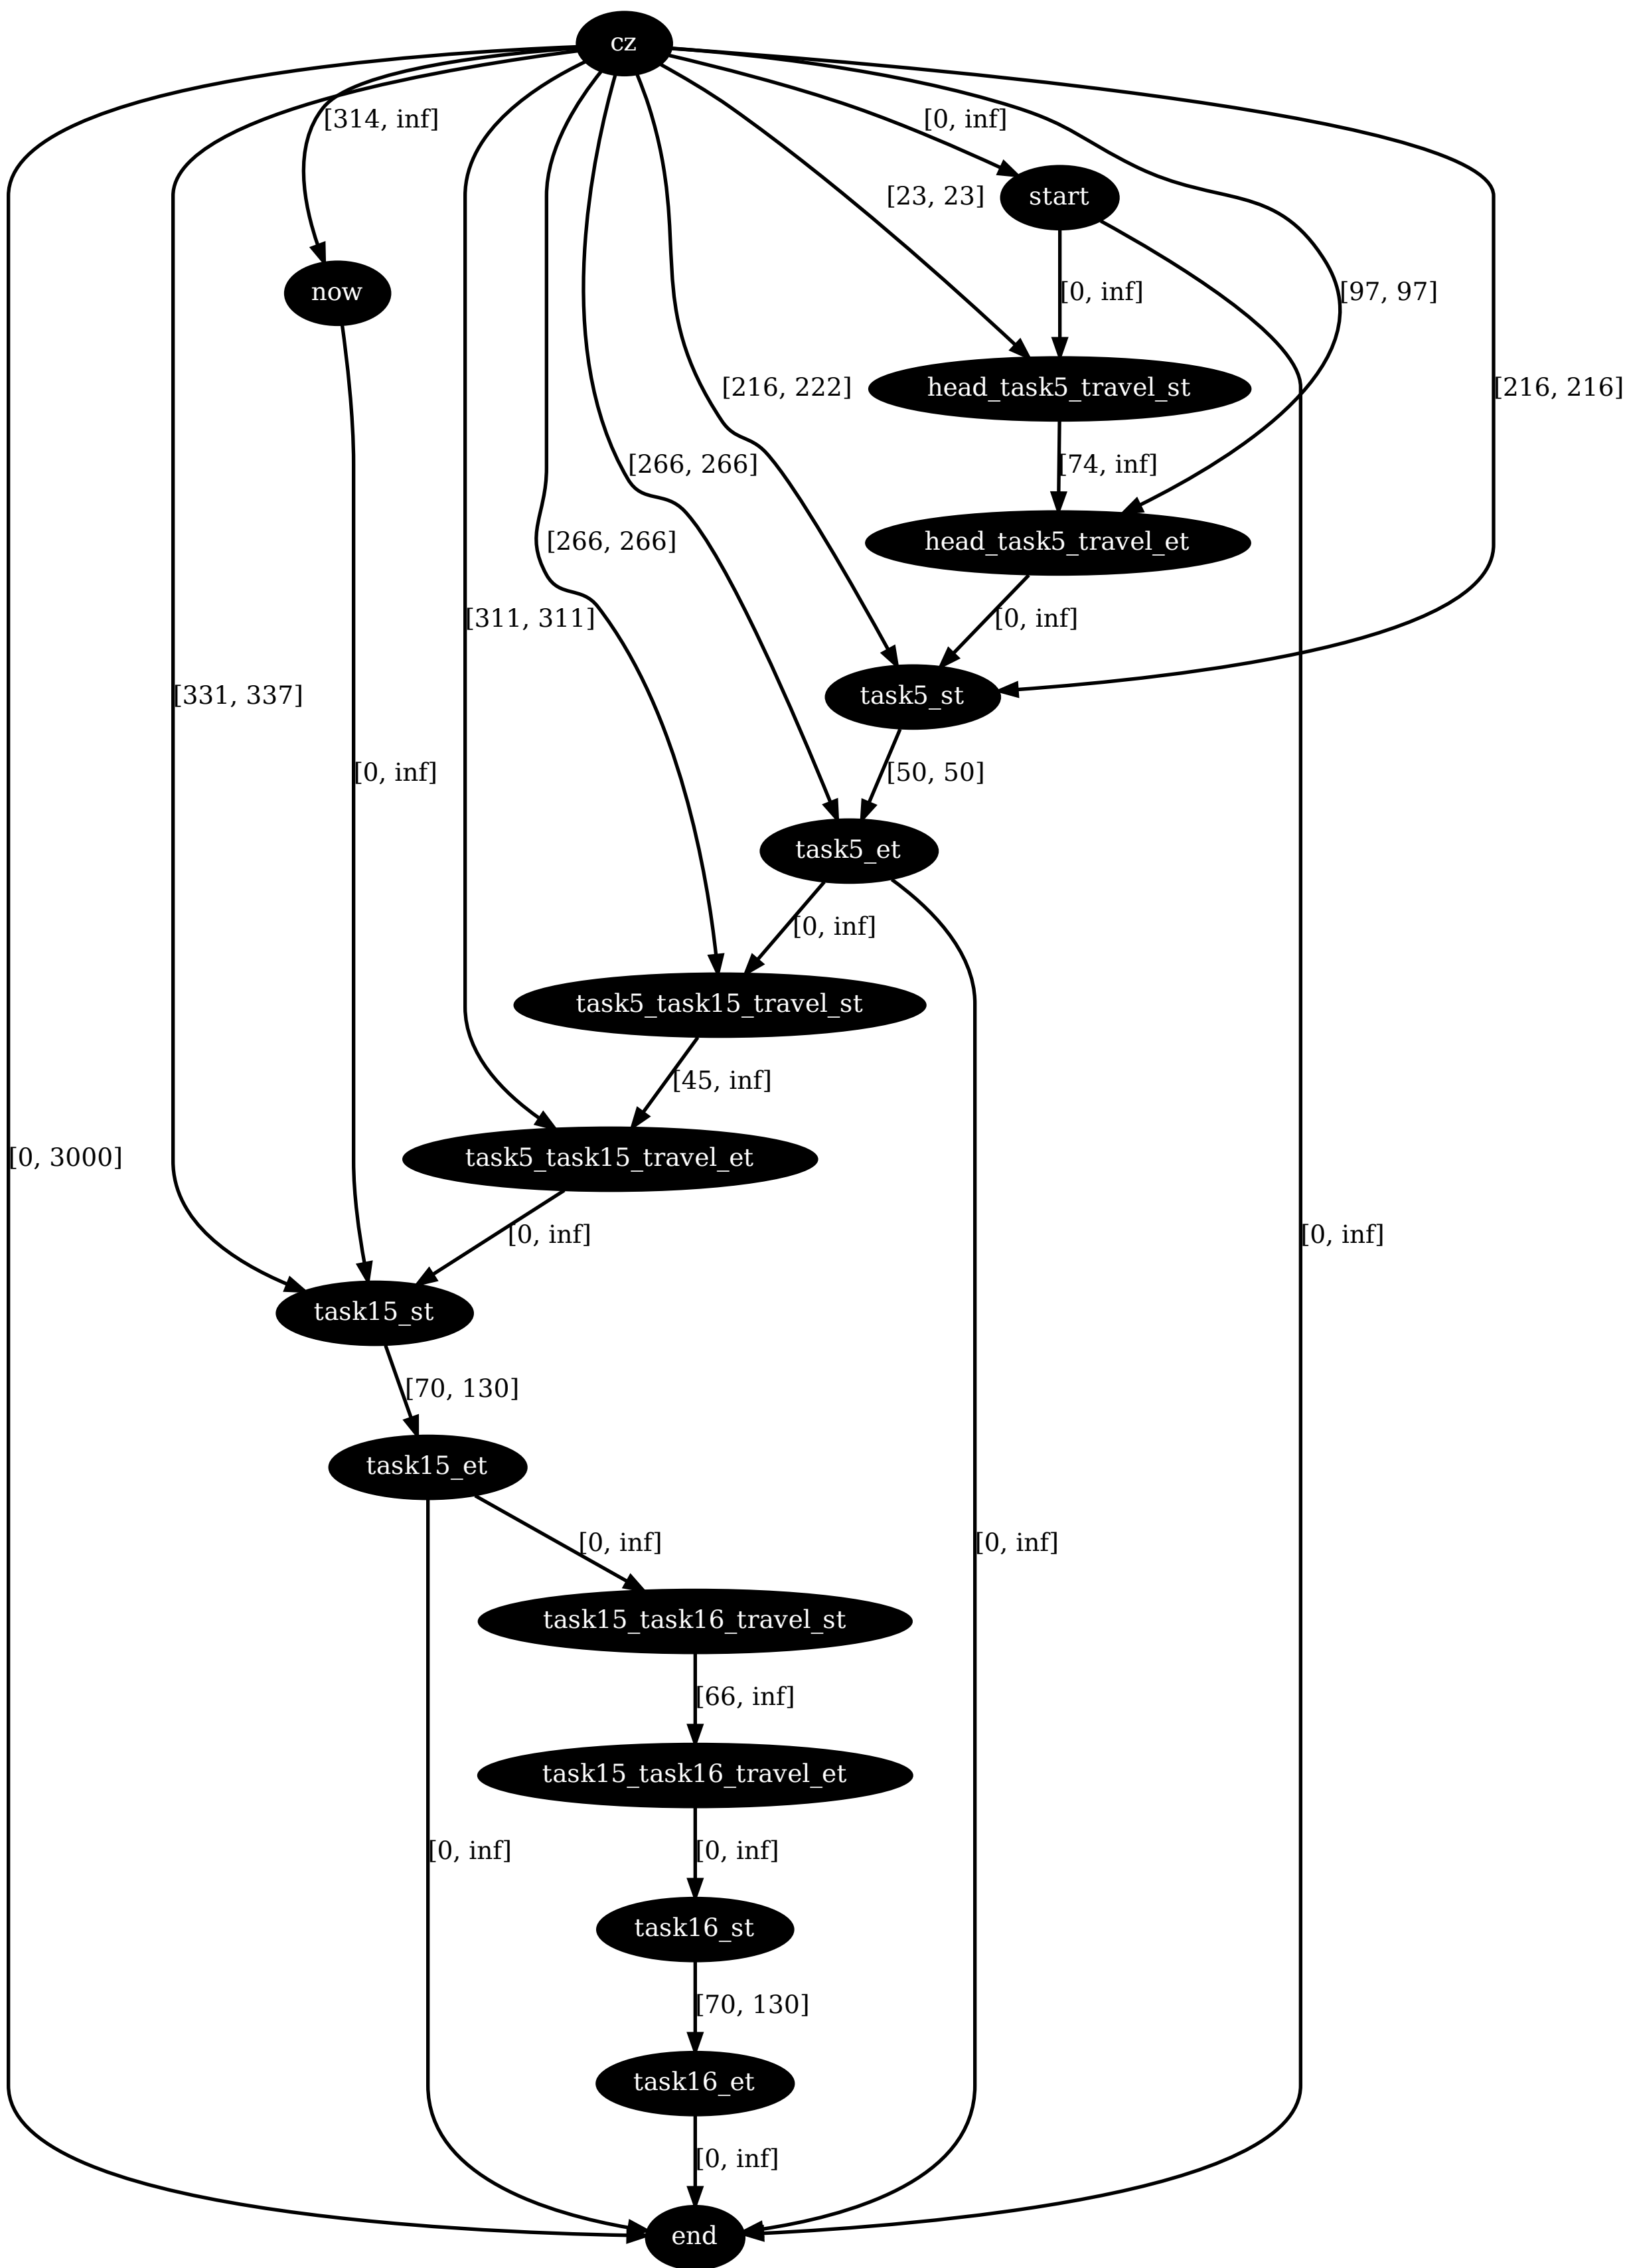 cz
[314, inf]
[0, inf]
[23, 23]
start
now
[0, inf]
[97, 97]
[216, 222]
head_task5_travel_st
[216, 216]
[266, 266]
[74, inf]
[266, 266]
head_task5_travel_et
[311, 311]
[0, inf]
[331, 337]
task5_st
[0, inf]
[50, 50]
task5_et
[0, inf]
task5_task15_travel_st
[45, inf]
[0, 3000]
task5_task15_travel_et
[0, inf]
[0, inf]
task15_st
[70, 130]
task15_et
[0, inf]
[0, inf]
task15_task16_travel_st
[66, inf]
task15_task16_travel_et
[0, inf]
[0, inf]
task16_st
[70, 130]
task16_et
[0, inf]
end